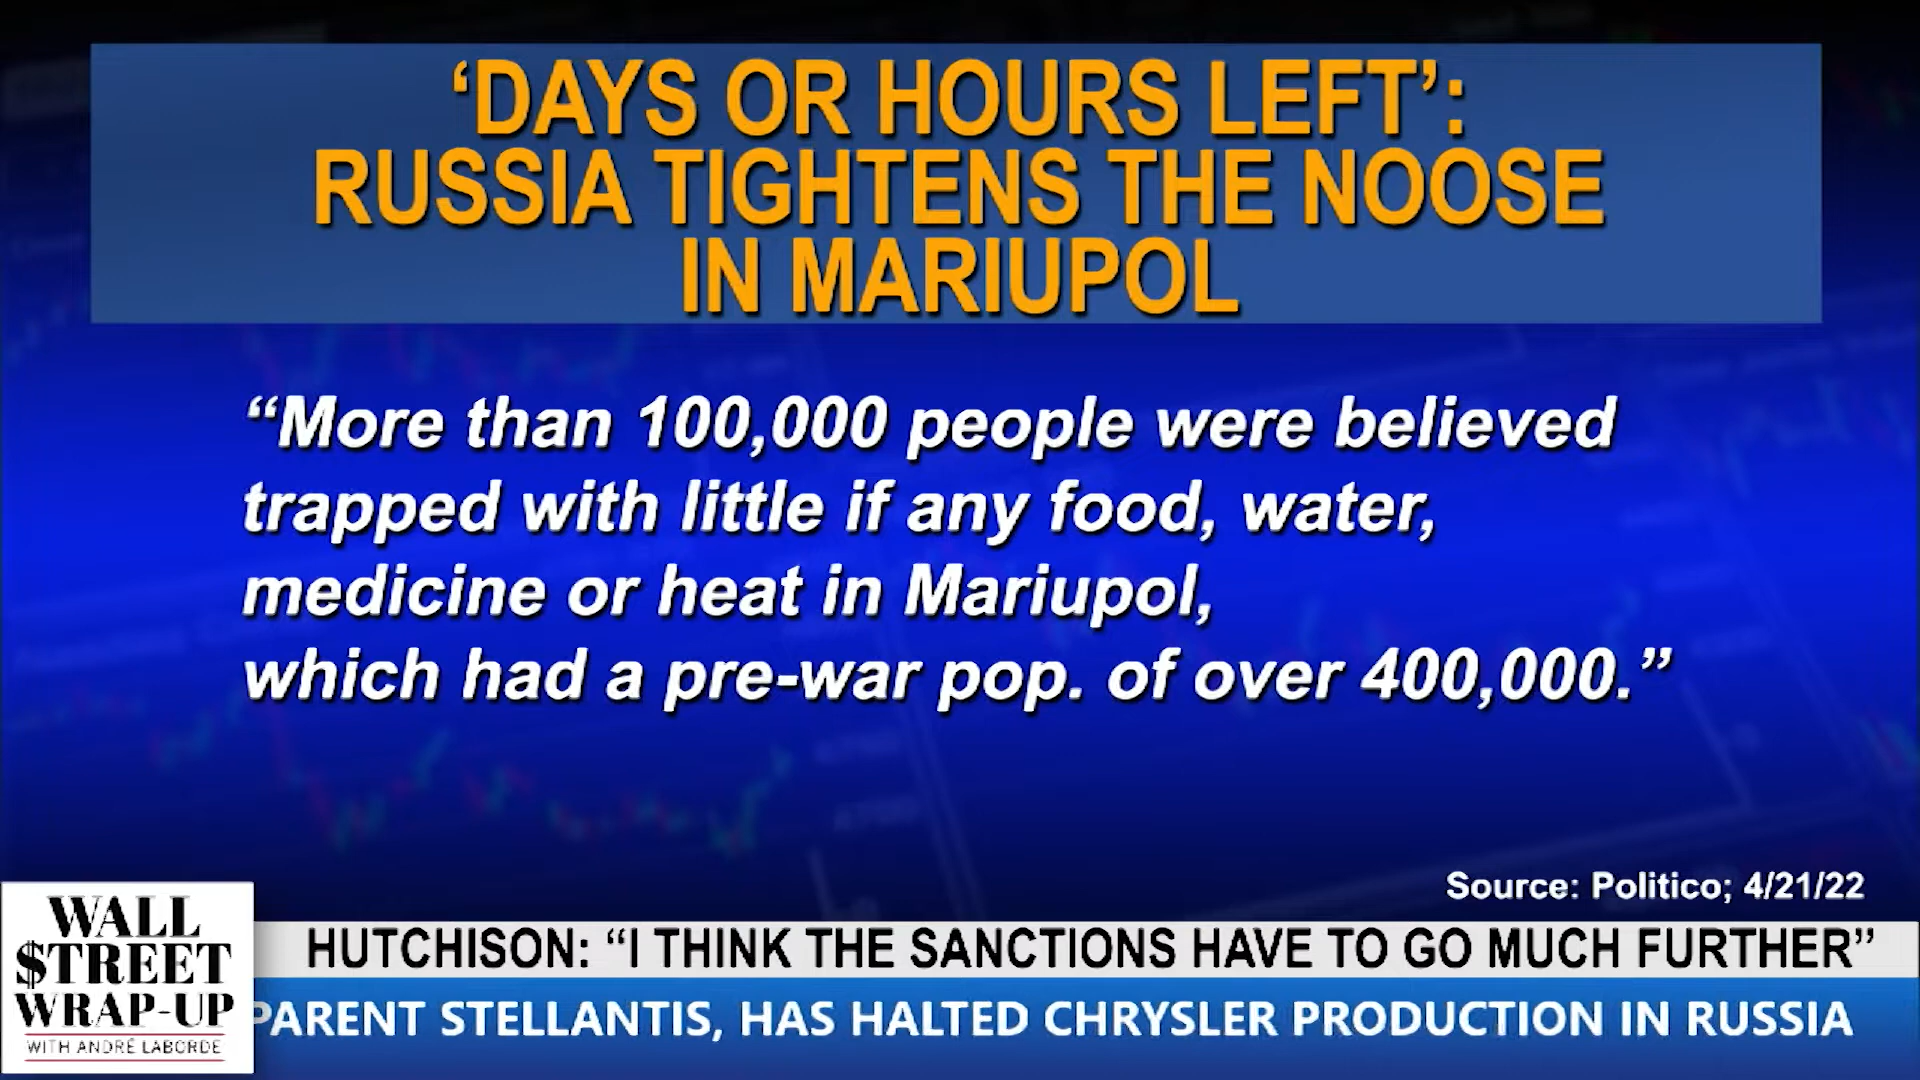 ‘DAYS OR HOURS LEFT’:
RUSSIA TIGHTENS THE NOOSE
IN MARIUPOL
“More than 100,000 people were believed
trapped with little if any food, water,
medicine or heat in Mariupol,
which had a pre-war pop. of over 400,000.”
Source: Politico; 4/21/22
WALL
$TREET
WRAP-UP
WITH ANDRÉ LABORDE
HUTCHISON: “I THINK THE SANCTIONS HAVE TO GO MUCH FURTHER”
PARENT STELLANTIS, HAS HALTED CHRYSLER PRODUCTION IN RUSSIA